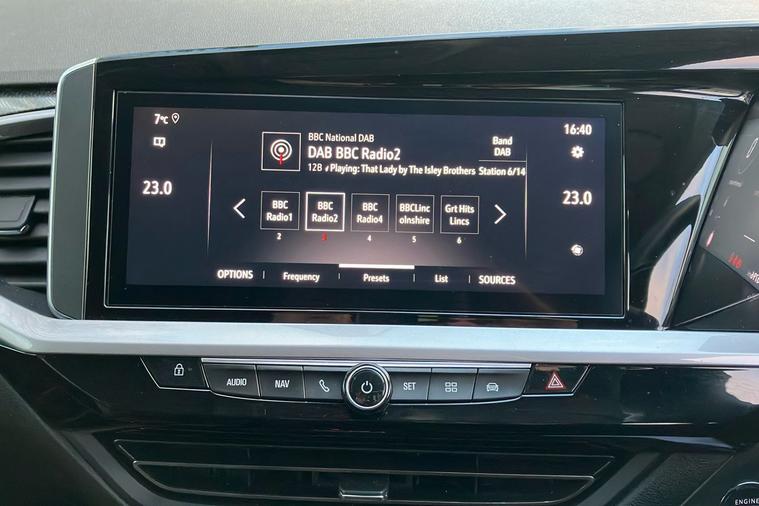 7°C
16:40
BBC National DAB
DAB BBC Radio2
12B Playing: That Lady by The Isley Brothers
Band
DAB
Station 6/14
23.0
23.0
BBC
Radio1
BBC
Radio2
BBC
Radio4
BBCLinc
olnshire
Grt Hits
Lincs
2
3
4
5
6
OPTIONS
Frequency
Presets
List
SOURCES
AUDIO
NAV
SET
ENGINE